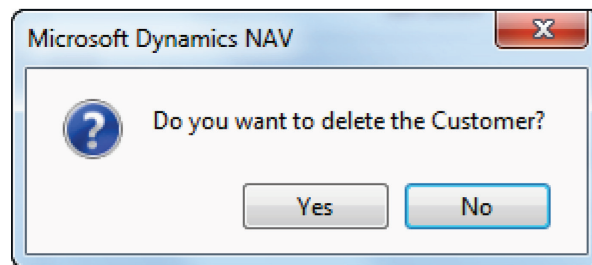 Microsoft Dynamics NAV
Do you want to delete the Customer?
Yes No